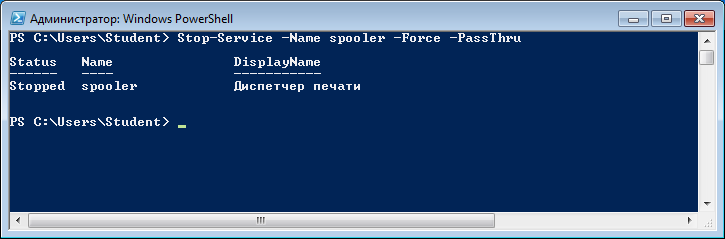 Администратор: Windows PowerShell
PS C:\Users\Student> Stop-Service -Name spooler -Force -PassThru
Status   Name               DisplayName
------   ----               -----------
Stopped  spooler            Диспетчер печати
PS C:\Users\Student> _